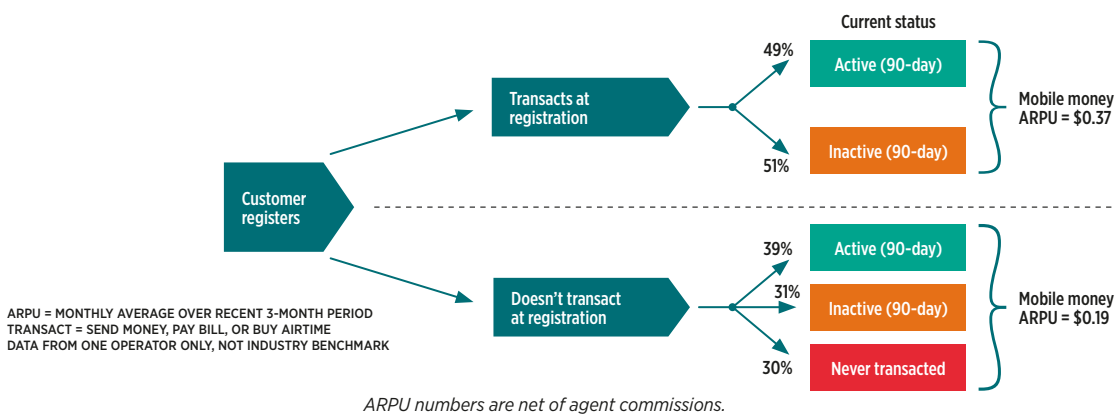 Current status
49%
Active (90-day)
Transacts at
registration
Mobile money
ARPU = $0.37
Inactive (90-day)
51%
Customer
registers
39%
Active (90-day)
Doesn't transact
at registration
31%
Inactive (90-day)
Mobile money
ARPU = $0.19
30%
Never transacted
ARPU = MONTHLY AVERAGE OVER RECENT 3-MONTH PERIOD
TRANSACT = SEND MONEY, PAY BILL, OR BUY AIRTIME
DATA FROM ONE OPERATOR ONLY, NOT INDUSTRY BENCHMARK
ARPU numbers are net of agent commissions.